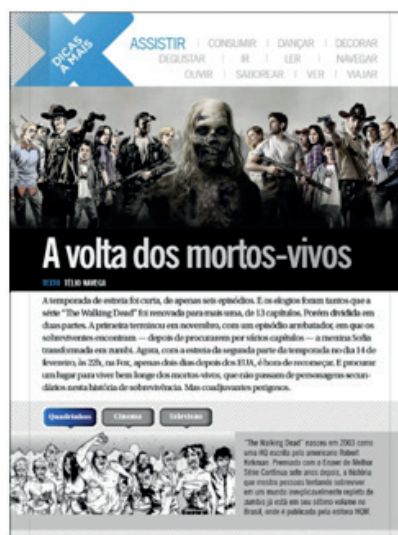 DICAS
A MAIS
ASSISTIR | CONSUMIR | DANÇAR | DECORAR
DEGUSTAR | IR | LER | NAVEGAR
OUVIR | SABOREAR | VER | VIAJAR
A volta dos mortos-vivos
TEXTO TÉLIO NAVEGA
A temporada de estreia foi curta, de apenas seis episódios. E os elogios foram tantos que a
série "The Walking Dead" foi renovada para mais uma, de 13 capítulos. Porém dividida em
duas partes. A primeira terminou em novembro, com um episódio arrebatador, em que os
sobreviventes encontram — depois de procurarem por vários capítulos — a menina Sofia
transformada em zumbi. Agora, com a estreia da segunda parte da temporada no dia 14 de
fevereiro, às 22h, na Fox, apenas dois dias depois dos EUA, é hora de recomeçar. E procurar
um lugar para viver bem longe dos mortos-vivos, que não passam de personagens secun-
dários nesta história de sobrevivência. Mas coadjuvantes perigosos.
Quadrinhos
Cinema
Televisão
"The Walking Dead" nasceu em 2003 como
uma HQ escrita pelo americano Robert
Kirkman. Premiada com o Eisner de Melhor
Série Contínua sete anos depois, a história
que mostra pessoas tentando sobreviver
em um mundo inexplicavelmente repleto de
zumbis já está em seu sétimo volume no
Brasil, onde é publicada pela editora HQM.